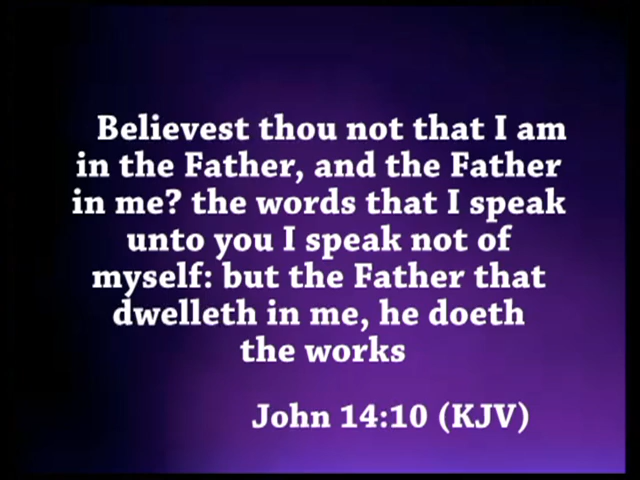 Believest thou not that I am
in the Father, and the Father
in me? the words that I speak
unto you I speak not of
myself: but the Father that
dwelleth in me, he doeth
the works
John 14:10 (KJV)